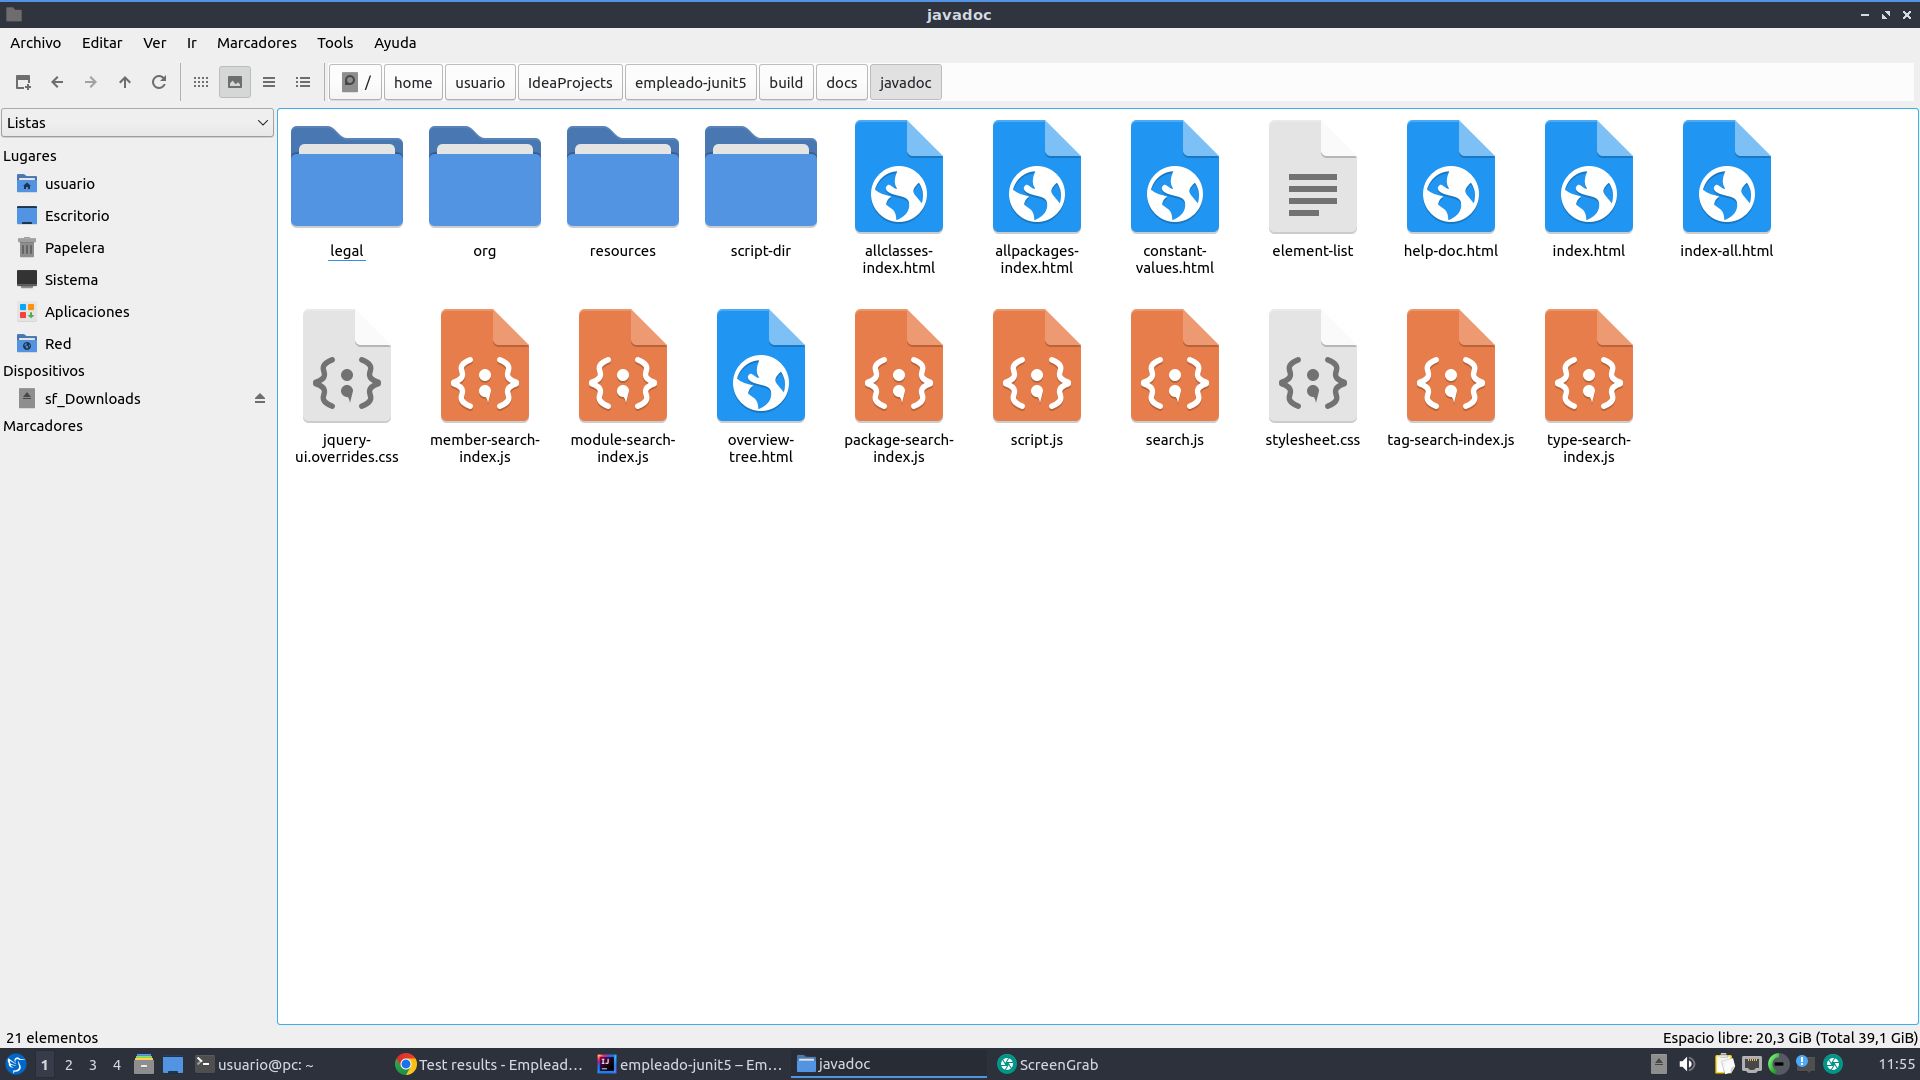 javadoc
Archivo Editar Ver Ir Marcadores Tools Ayuda
/ home usuario IdeaProjects empleado-junit5 build docs javadoc
Listas
Lugares
usuario
Escritorio
Papelera
Sistema
Aplicaciones
Red
Dispositivos
sf_Downloads
Marcadores
legal
org
resources
script-dir
allclasses-
index.html
allpackages-
index.html
constant-
values.html
element-list
help-doc.html
index.html
index-all.html
jquery-
ui.overrides.css
member-search-
index.js
module-search-
index.js
overview-
tree.html
package-search-
index.js
script.js
search.js
stylesheet.css
tag-search-index.js
type-search-
index.js
21 elementos
Espacio libre: 20,3 GiB (Total 39,1 GiB)
1 2 3 4 usuario@pc: ~ Test results - Emplead... empleado-junit5 – Em... javadoc ScreenGrab 11:55